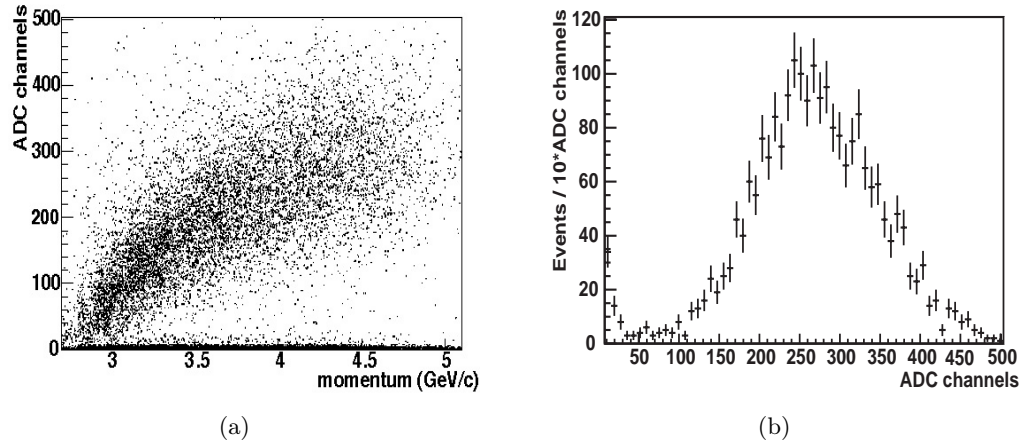 500
400
300
200
100
0
ADC channels
3
3.5
4
4.5
5
momentum (GeV/c)
(a)
120
100
80
60
40
20
0
Events / 10*ADC channels
50 100 150 200 250 300 350 400 450 500
ADC channels
(b)